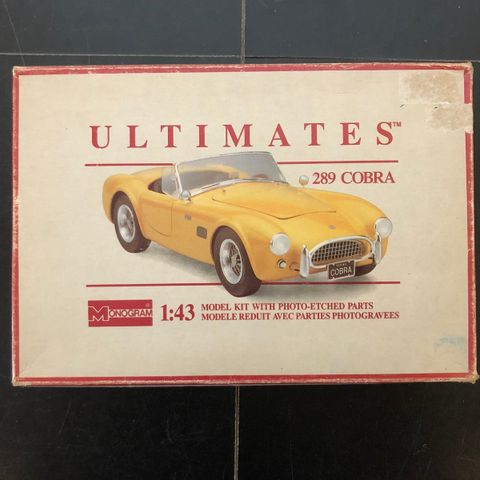 ULTIMATES™
289 COBRA
COBRA
MONOGRAM®
1:43
MODEL KIT WITH PHOTO-ETCHED PARTS
MODELE REDUIT AVEC PARTIES PHOTOGRAVEES